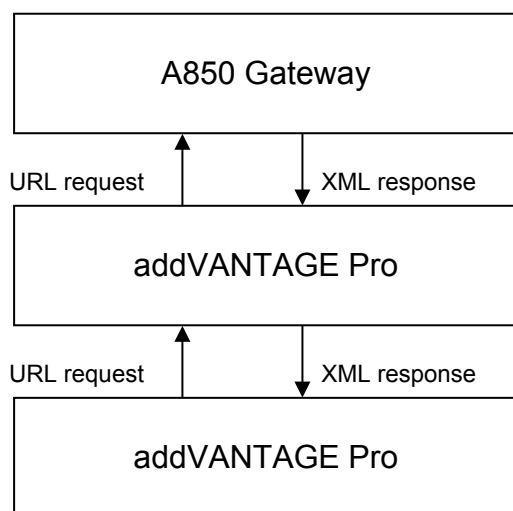 A850 Gateway
URL request XML response
addVANTAGE Pro
URL request XML response
addVANTAGE Pro